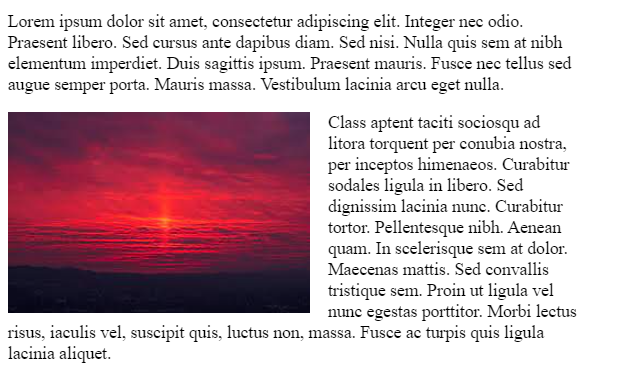 Lorem ipsum dolor sit amet, consectetur adipiscing elit. Integer nec odio.
Praesent libero. Sed cursus ante dapibus diam. Sed nisi. Nulla quis sem at nibh
elementum imperdiet. Duis sagittis ipsum. Praesent mauris. Fusce nec tellus sed
augue semper porta. Mauris massa. Vestibulum lacinia arcu eget nulla.
Class aptent taciti sociosqu ad
litora torquent per conubia nostra,
per inceptos himenaeos. Curabitur
sodales ligula in libero. Sed
dignissim lacinia nunc. Curabitur
tortor. Pellentesque nibh. Aenean
quam. In scelerisque sem at dolor.
Maecenas mattis. Sed convallis
tristique sem. Proin ut ligula vel
nunc egestas porttitor. Morbi lectus
risus, iaculis vel, suscipit quis, luctus non, massa. Fusce ac turpis quis ligula
lacinia aliquet.